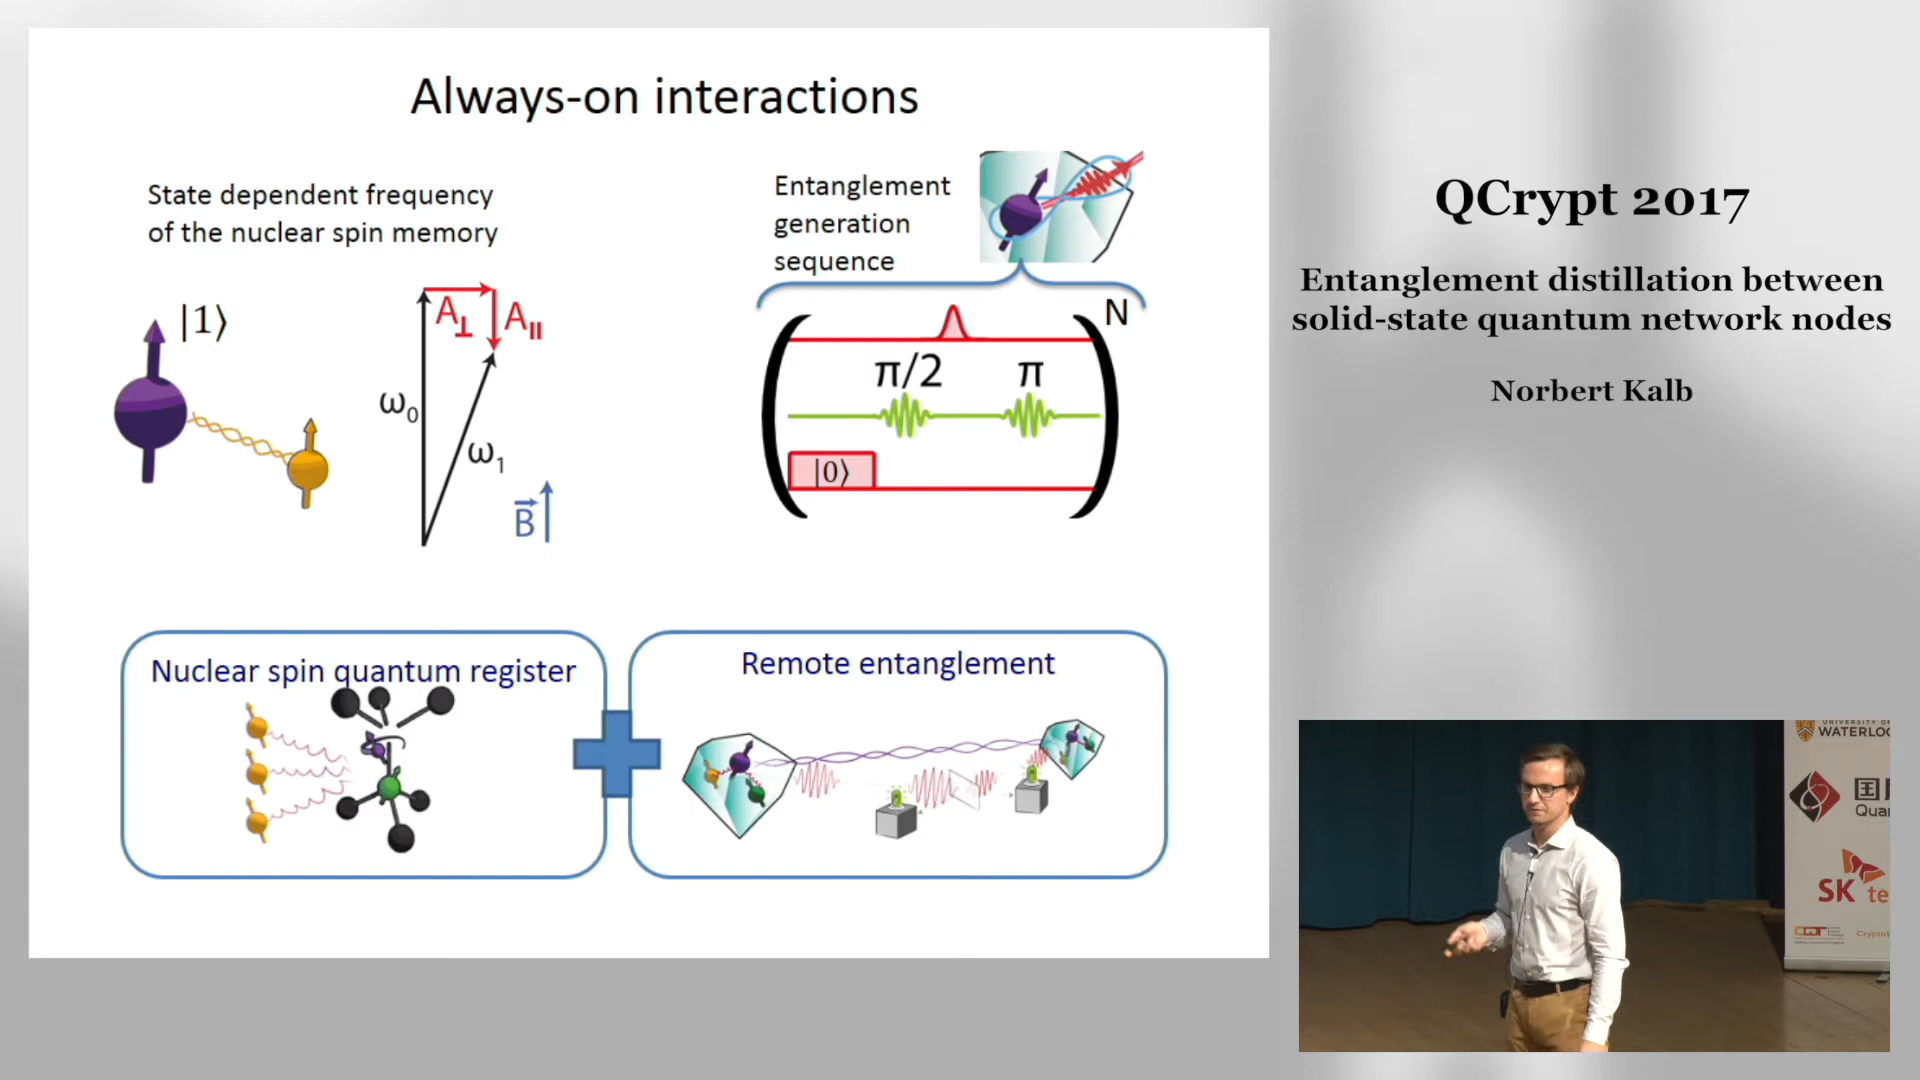 Always-on interactions
State dependent frequency
of the nuclear spin memory
|1⟩
A⊥
A||
ω0
ω1
B⃗
Entanglement
generation
sequence
N
π/2
π
|0⟩
Nuclear spin quantum register
Remote entanglement
QCrypt 2017
Entanglement distillation between
solid-state quantum network nodes
Norbert Kalb
UNIVERSITY OF
WATERLOO
Qua
SK te